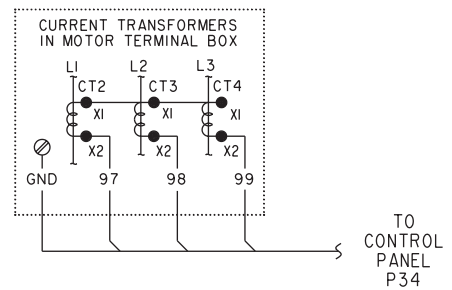 CURRENT TRANSFORMERS
IN MOTOR TERMINAL BOX
L1 L2 L3
CT2 CT3 CT4
X1 X1 X1
X2 X2 X2
GND 97 98 99
TO
CONTROL
PANEL
P34